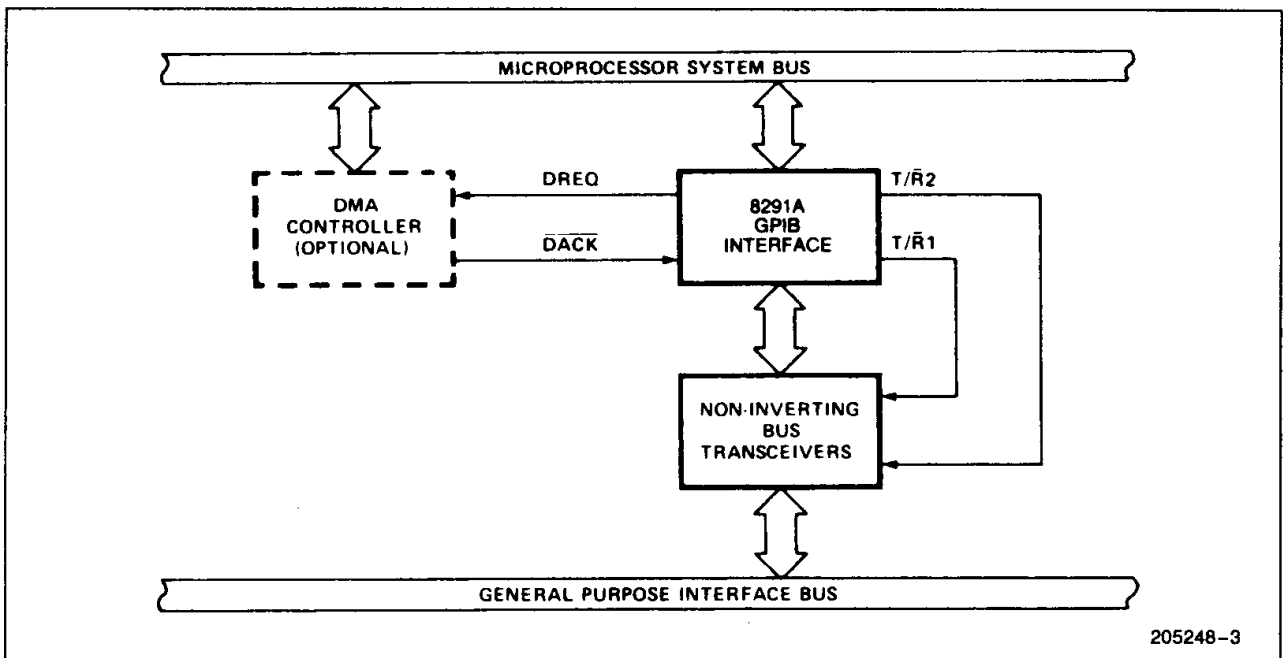 MICROPROCESSOR SYSTEM BUS
DMA
CONTROLLER
(OPTIONAL)
DREQ
D̅A̅C̅K̅
8291A
GPIB
INTERFACE
T/R̅2
T/R̅1
NON-INVERTING
BUS
TRANSCEIVERS
GENERAL PURPOSE INTERFACE BUS
205248-3